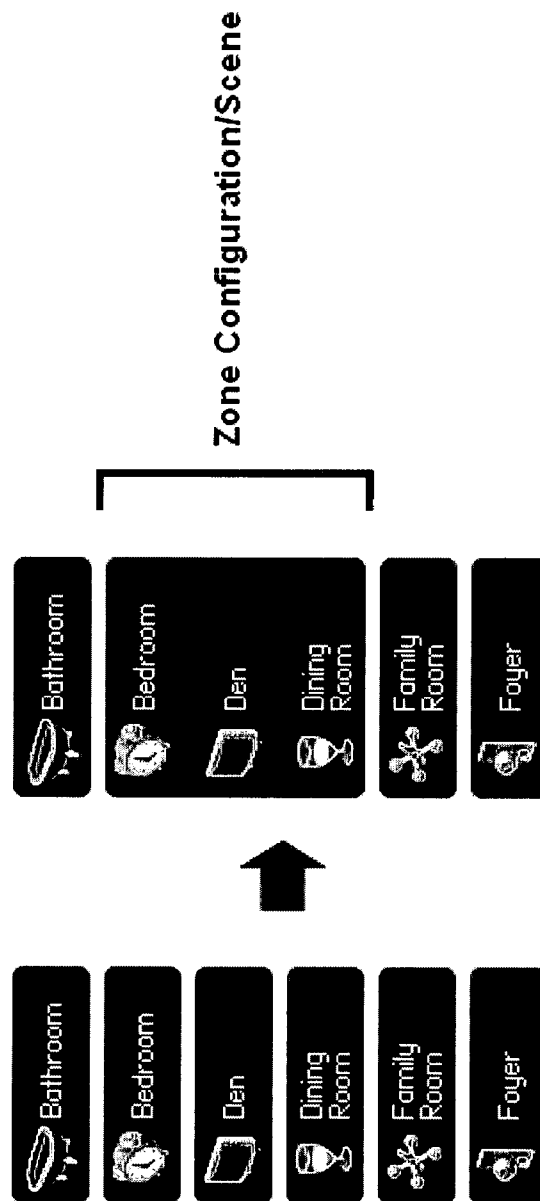 Bathroom
Bedroom
Den
Dining
Room
Family
Room
Foyer
Bathroom
Bedroom
Den
Dining
Room
Family
Room
Foyer
Zone Configuration/Scene